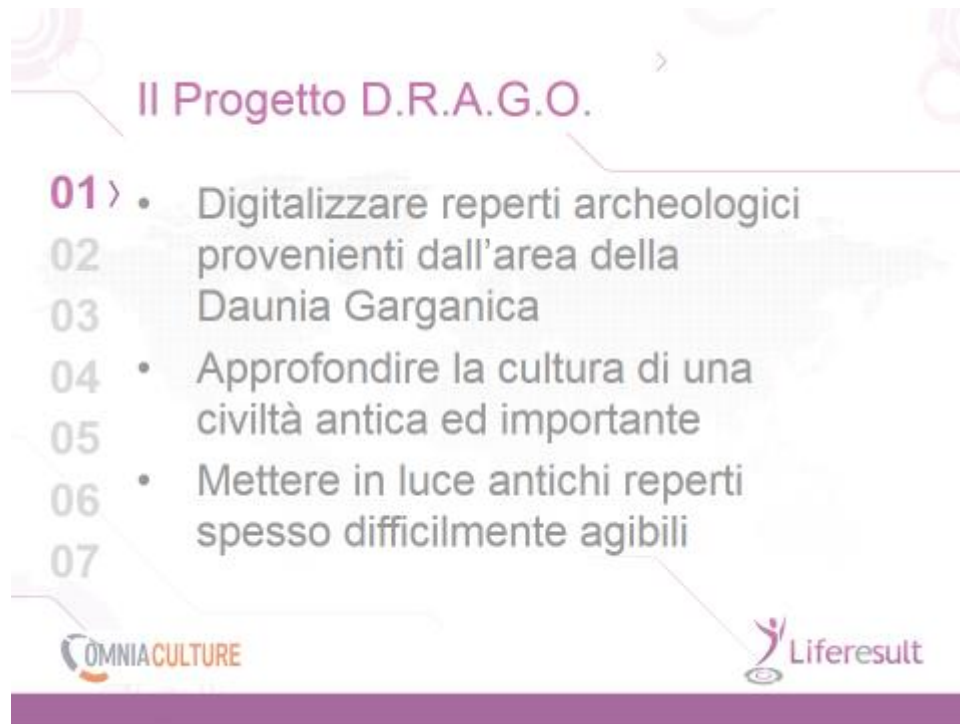 Il Progetto D.R.A.G.O.
01
02
03
04
05
06
07
• Digitalizzare reperti archeologici
provenienti dall'area della
Daunia Garganica
• Approfondire la cultura di una
civiltà antica ed importante
• Mettere in luce antichi reperti
spesso difficilmente agibili
OMNIACULTURE
Liferesult